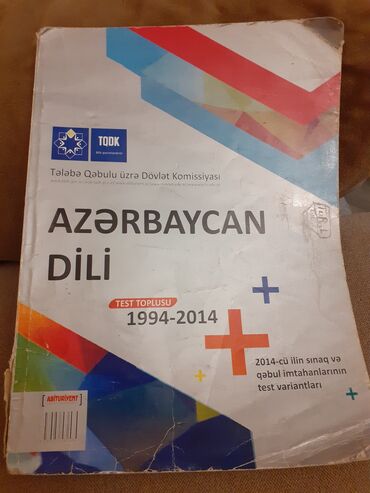 TQDK
Tələbə Qəbulu üzrə Dövlət Komissiyası
AZƏRBAYCAN
DİLİ
TEST TOPLUSU
1994-2014
2014-cü ilin sınaq və
qəbul imtahanlarının
test variantları
[ABİTURİYENT]